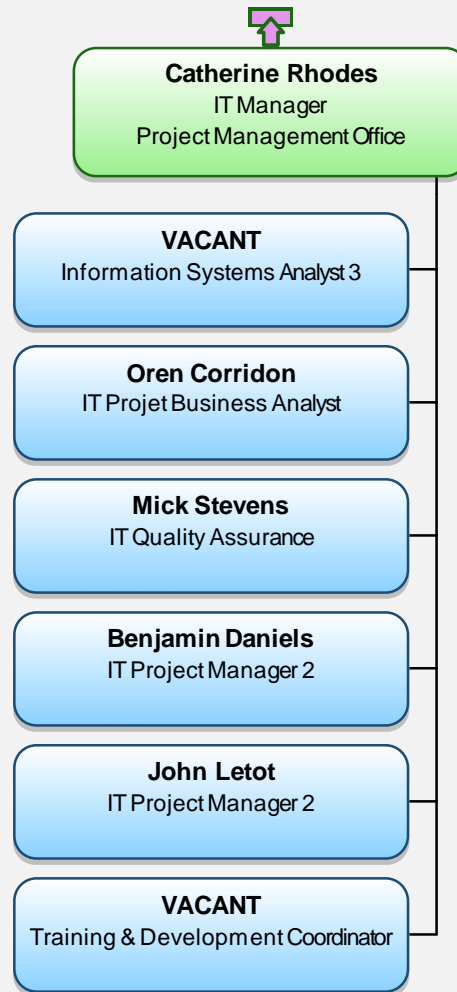 Catherine Rhodes
IT Manager
Project Management Office
VACANT
Information Systems Analyst 3
Oren Corridon
IT Projet Business Analyst
Mick Stevens
IT Quality Assurance
Benjamin Daniels
IT Project Manager 2
John Letot
IT Project Manager 2
VACANT
Training & Development Coordinator